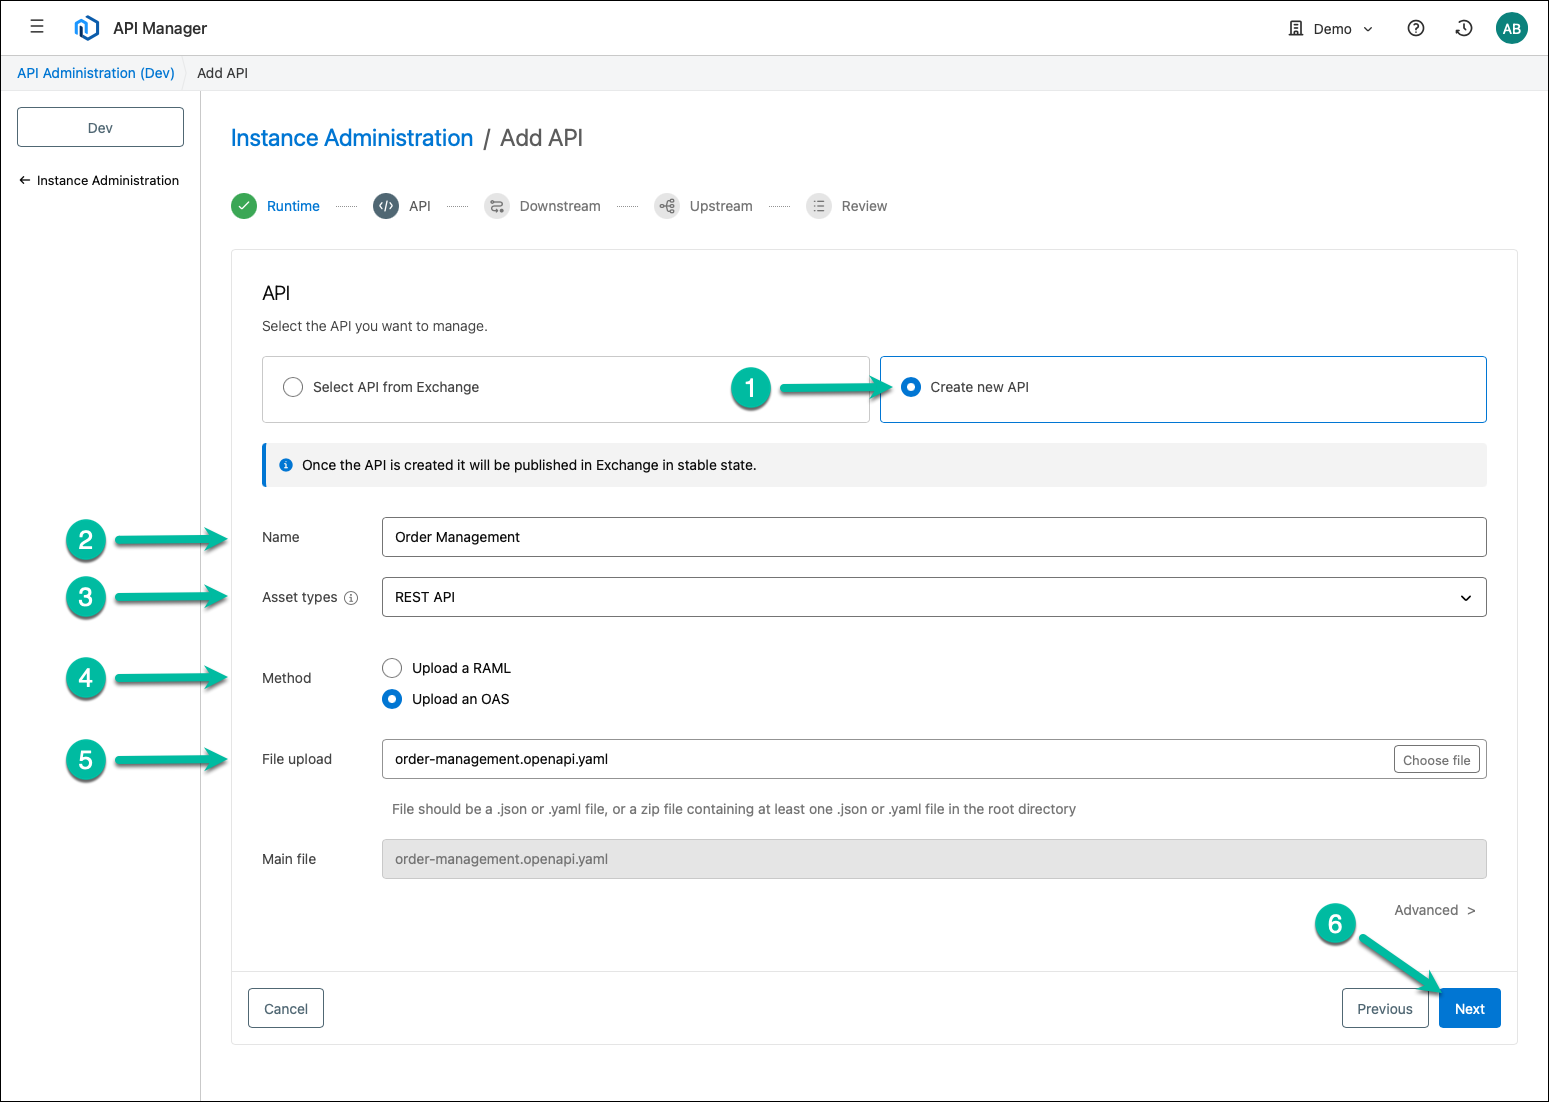 API Manager
Demo
AB
API Administration (Dev)
Add API
Dev
← Instance Administration
Instance Administration / Add API
Runtime
API
Downstream
Upstream
Review
API
Select the API you want to manage.
Select API from Exchange
1
Create new API
Once the API is created it will be published in Exchange in stable state.
2
Name
Order Management
3
Asset types
REST API
4
Method
Upload a RAML
Upload an OAS
5
File upload
order-management.openapi.yaml
Choose file
File should be a .json or .yaml file, or a zip file containing at least one .json or .yaml file in the root directory
Main file
order-management.openapi.yaml
Advanced >
6
Cancel
Previous
Next